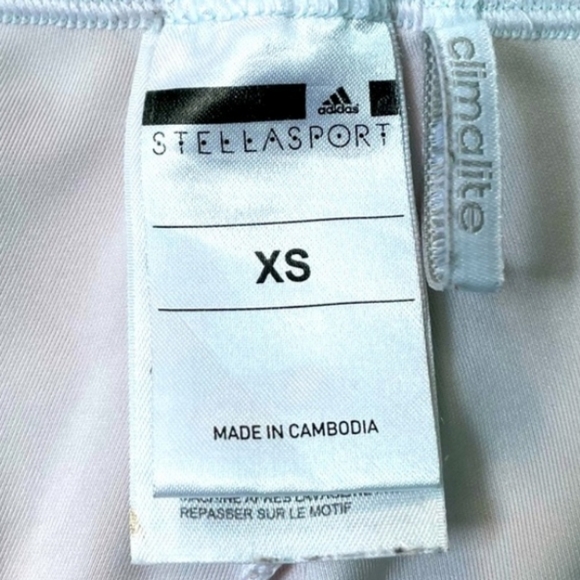 adidas
STELLASPORT
XS
MADE IN CAMBODIA
REPASSER SUR LE MOTIF
climalite